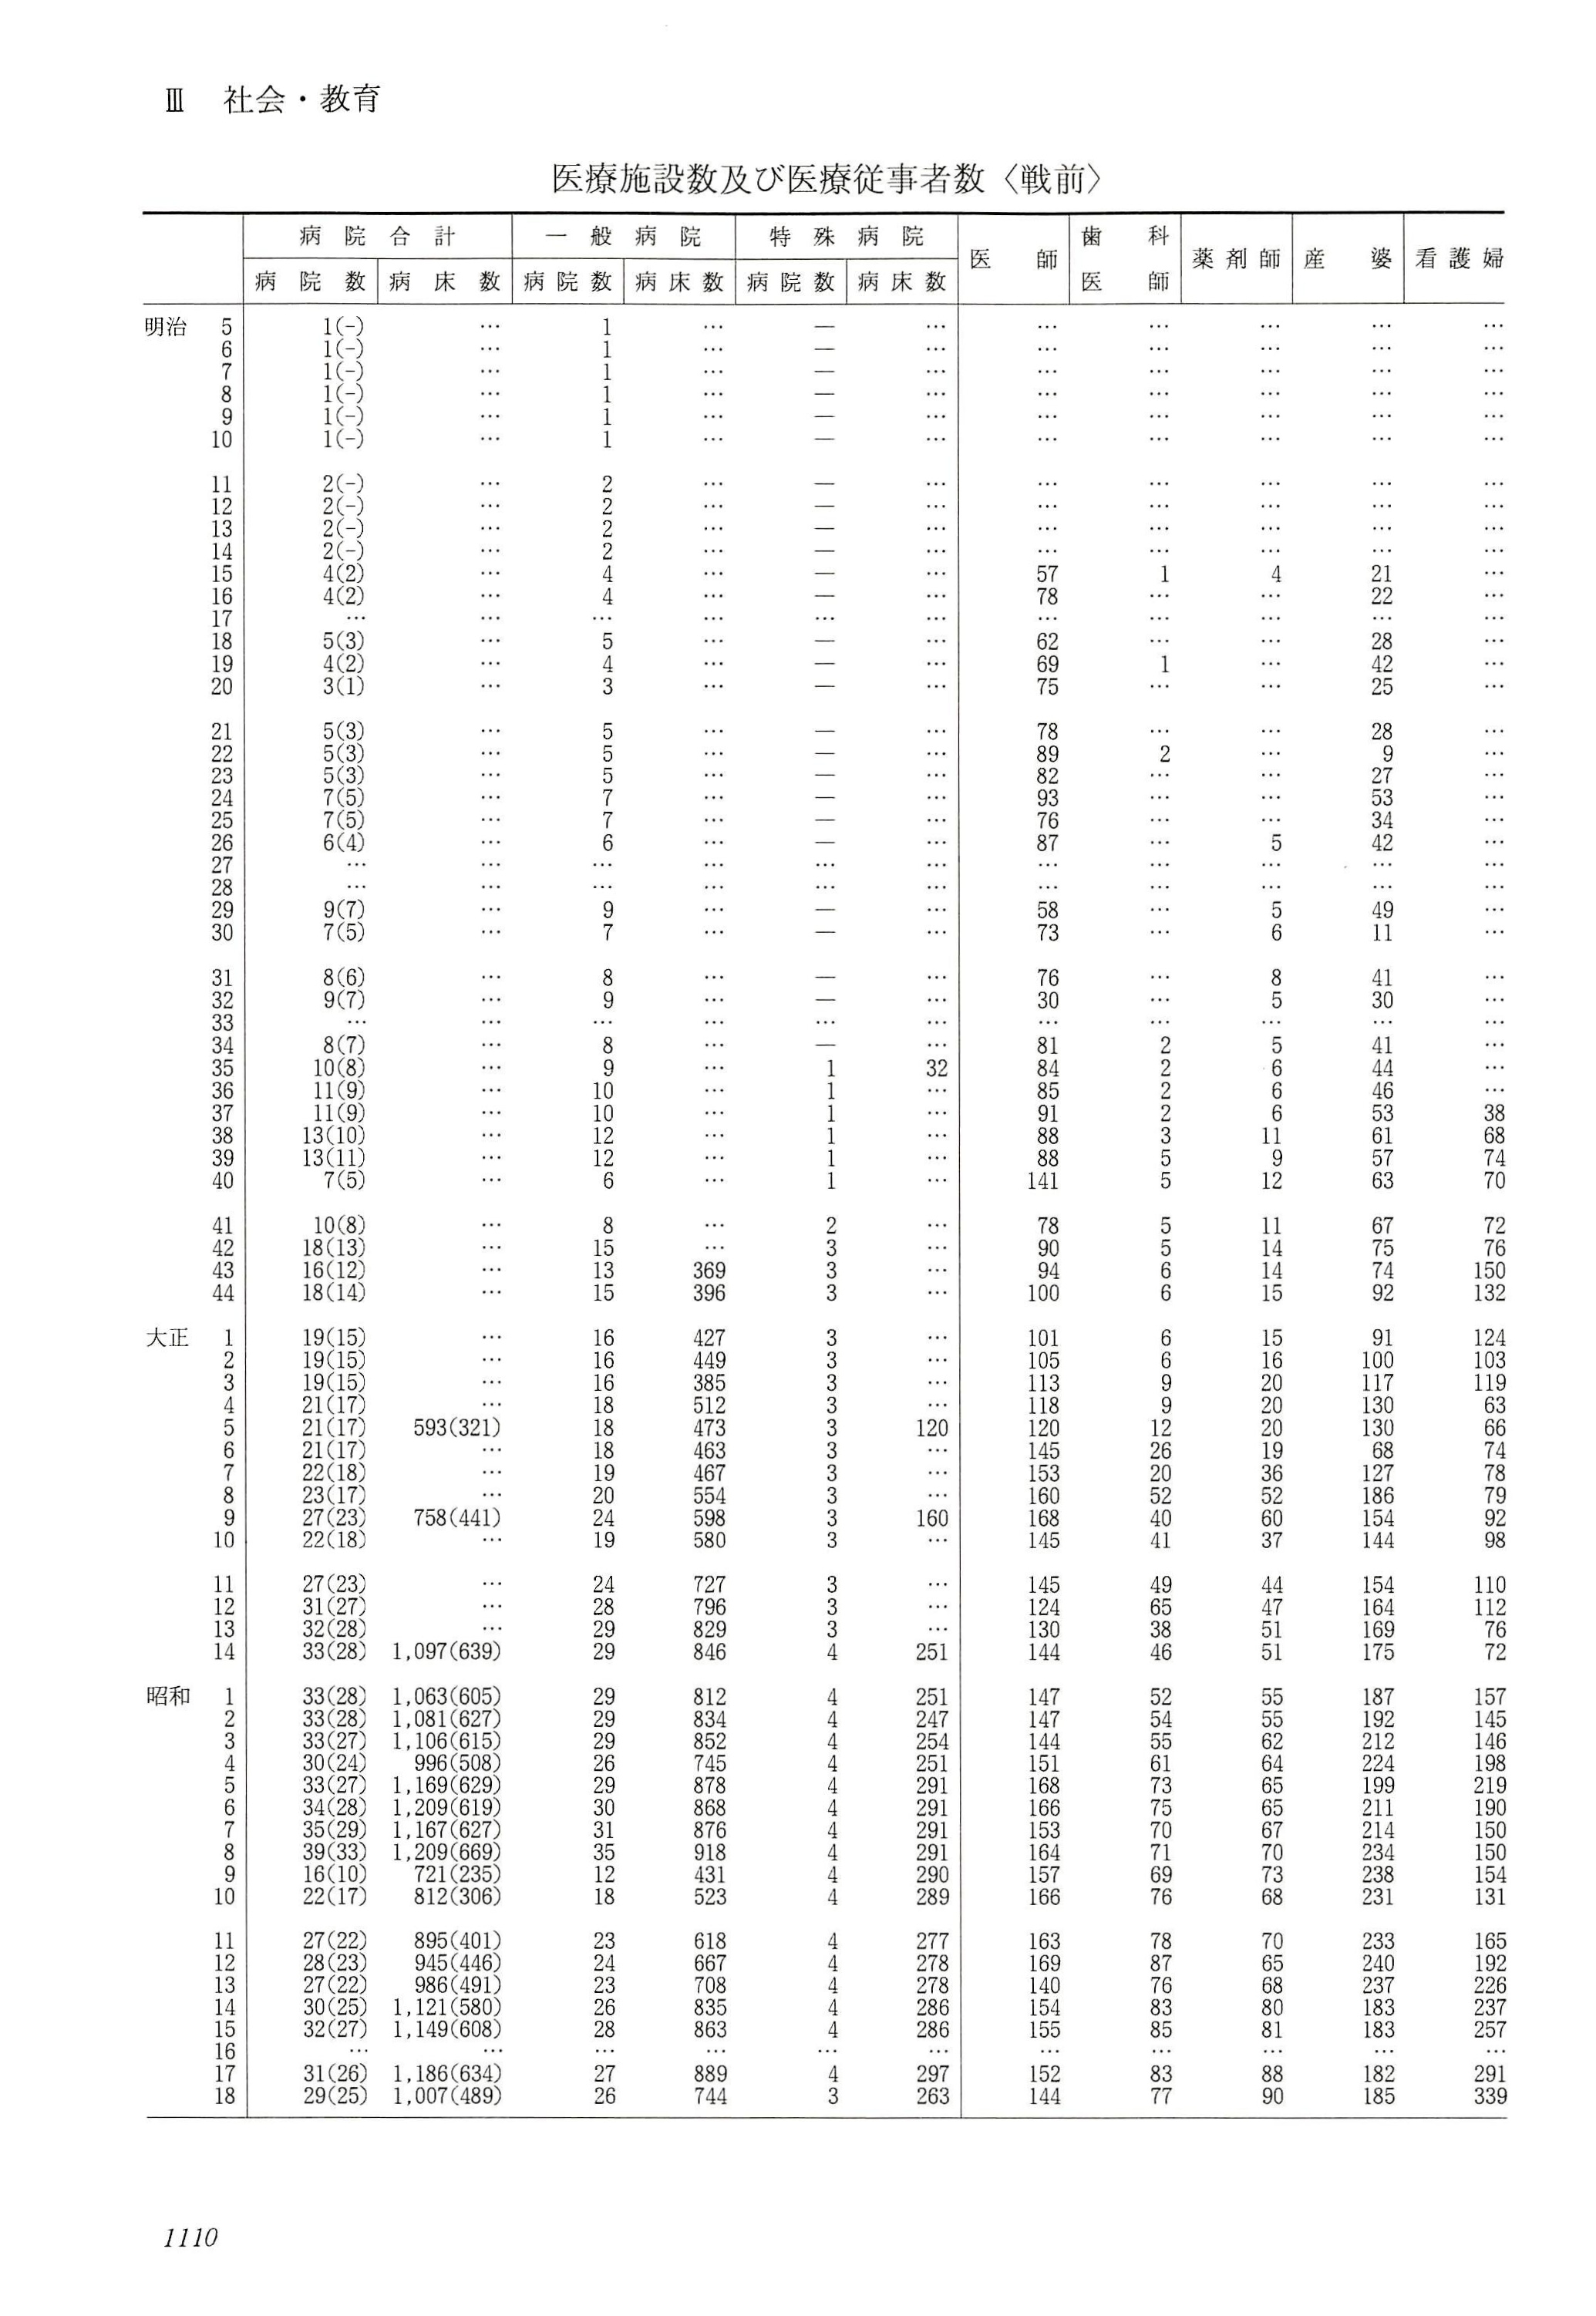 Ⅲ 社会・教育
医療施設数及び医療従事者数〈戦前〉
病院合計 一般病院 特殊病院 医師 歯科医師 薬剤師 産婆 看護婦
病院数 病床数 病院数 病床数 病院数 病床数
明治 5 1(-) … 1 … — … … … … … …
6 1(-) … 1 … — … … … … … …
7 1(-) … 1 … — … … … … … …
8 1(-) … 1 … — … … … … … …
9 1(-) … 1 … — … … … … … …
10 1(-) … 1 … — … … … … … …
11 2(-) … 2 … — … … … … … …
12 2(-) … 2 … — … … … … … …
13 2(-) … 2 … — … … … … … …
14 2(-) … 2 … — … … … … … …
15 4(2) … 4 … — … 57 1 4 21 …
16 4(2) … 4 … — … 78 … … 22 …
17 … … … … … … … … … … …
18 5(3) … 5 … — … 62 … … 28 …
19 4(2) … 4 … — … 69 1 … 42 …
20 3(1) … 3 … — … 75 … … 25 …
21 5(3) … 5 … — … 78 … … 28 …
22 5(3) … 5 … — … 89 2 … 9 …
23 5(3) … 5 … — … 82 … … 27 …
24 7(5) … 7 … — … 93 … … 53 …
25 7(5) … 7 … — … 76 … … 34 …
26 6(4) … 6 … — … 87 … 5 42 …
27 … … … … … … … … … … …
28 … … … … … … … … … … …
29 9(7) … 9 … — … 58 … 5 49 …
30 7(5) … 7 … — … 73 … 6 11 …
31 8(6) … 8 … — … 76 … 8 41 …
32 9(7) … 9 … — … 30 … 5 30 …
33 … … … … … … … … … … …
34 8(7) … 8 … — … 81 2 5 41 …
35 10(8) … 9 … 1 32 84 2 6 44 …
36 11(9) … 10 … 1 … 85 2 6 46 …
37 11(9) … 10 … 1 … 91 2 6 53 38
38 13(10) … 12 … 1 … 88 3 11 61 68
39 13(11) … 12 … 1 … 88 5 9 57 74
40 7(5) … 6 … 1 … 141 5 12 63 70
41 10(8) … 8 … 2 … 78 5 11 67 72
42 18(13) … 15 … 3 … 90 5 14 75 76
43 16(12) … 13 369 3 … 94 6 14 74 150
44 18(14) … 15 396 3 … 100 6 15 92 132
大正 1 19(15) … 16 427 3 … 101 6 15 91 124
2 19(15) … 16 449 3 … 105 6 16 100 103
3 19(15) … 16 385 3 … 113 9 20 117 119
4 21(17) … 18 512 3 … 118 9 20 130 63
5 21(17) 593(321) 18 473 3 120 120 12 20 130 66
6 21(17) … 18 463 3 … 145 26 19 68 74
7 22(18) … 19 467 3 … 153 20 36 127 78
8 23(17) … 20 554 3 … 160 52 52 186 79
9 27(23) 758(441) 24 598 3 160 168 40 60 154 92
10 22(18) … 19 580 3 … 145 41 37 144 98
11 27(23) … 24 727 3 … 145 49 44 154 110
12 31(27) … 28 796 3 … 124 65 47 164 112
13 32(28) … 29 829 3 … 130 38 51 169 76
14 33(28) 1,097(639) 29 846 4 251 144 46 51 175 72
昭和 1 33(28) 1,063(605) 29 812 4 251 147 52 55 187 157
2 33(28) 1,081(627) 29 834 4 247 147 54 55 192 145
3 33(27) 1,106(615) 29 852 4 254 144 55 62 212 146
4 30(24) 996(508) 26 745 4 251 151 61 64 224 198
5 33(27) 1,169(629) 29 878 4 291 168 73 65 199 219
6 34(28) 1,209(619) 30 868 4 291 166 75 65 211 190
7 35(29) 1,167(627) 31 876 4 291 153 70 67 214 150
8 39(33) 1,209(669) 35 918 4 291 164 71 70 234 150
9 16(10) 721(235) 12 431 4 290 157 69 73 238 154
10 22(17) 812(306) 18 523 4 289 166 76 68 231 131
11 27(22) 895(401) 23 618 4 277 163 78 70 233 165
12 28(23) 945(446) 24 667 4 278 169 87 65 240 192
13 27(22) 986(491) 23 708 4 278 140 76 68 237 226
14 30(25) 1,121(580) 26 835 4 286 154 83 80 183 237
15 32(27) 1,149(608) 28 863 4 286 155 85 81 183 257
16 … … … … … … … … … … …
17 31(26) 1,186(634) 27 889 4 297 152 83 88 182 291
18 29(25) 1,007(489) 26 744 3 263 144 77 90 185 339
1110